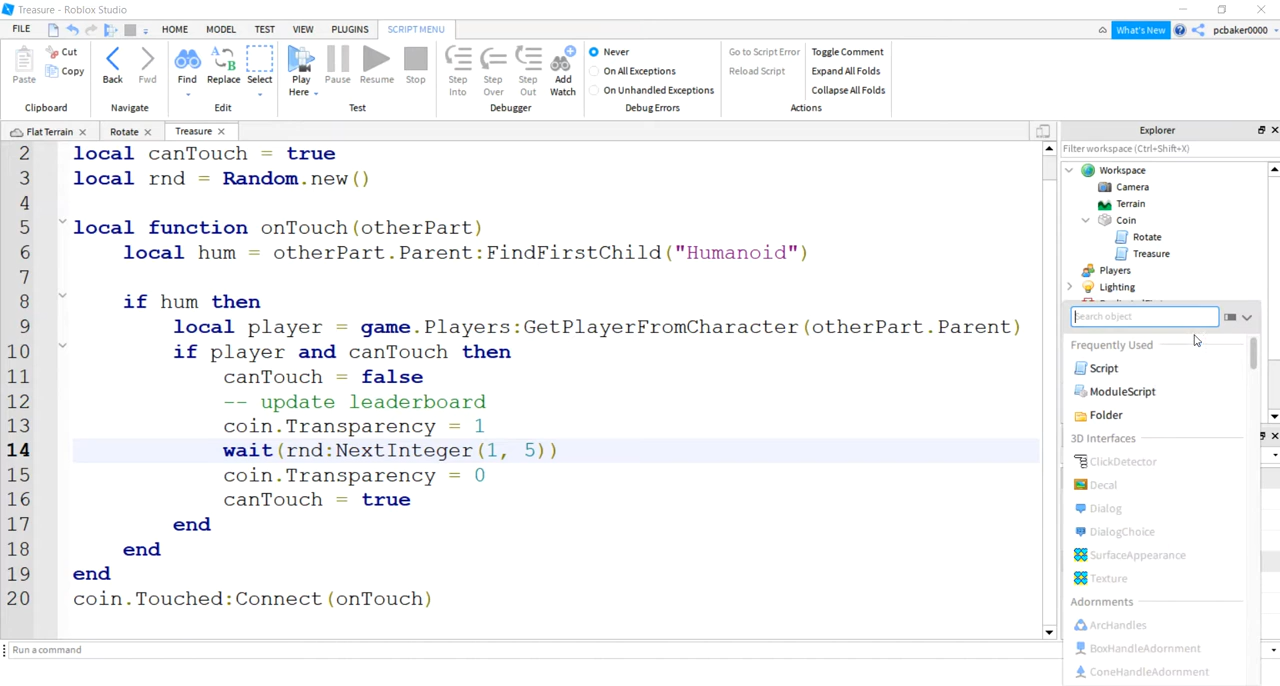 Treasure - Roblox Studio
FILE HOME MODEL TEST VIEW PLUGINS SCRIPT MENU What's New pcbaker0000
Paste Cut Copy Back Fwd Find Replace Select Play Here Pause Resume Stop Step Into Step Over Step Out Add Watch Never On All Exceptions On Unhandled Exceptions Go to Script Error Reload Script Toggle Comment Expand All Folds Collapse All Folds
Clipboard Navigate Edit Test Debugger Debug Errors Actions
Flat Terrain Rotate Treasure Explorer
Filter workspace (Ctrl+Shift+X)
2 local canTouch = true
3 local rnd = Random.new()
4
5 local function onTouch(otherPart)
6 local hum = otherPart.Parent:FindFirstChild("Humanoid")
7
8 if hum then
9 local player = game.Players:GetPlayerFromCharacter(otherPart.Parent)
10 if player and canTouch then
11 canTouch = false
12 -- update leaderboard
13 coin.Transparency = 1
14 wait(rnd:NextInteger(1, 5))
15 coin.Transparency = 0
16 canTouch = true
17 end
18 end
19 end
20 coin.Touched:Connect(onTouch)
Workspace
Camera
Terrain
Coin
Rotate
Treasure
Players
Lighting
Search object
Frequently Used
Script
ModuleScript
Folder
3D Interfaces
ClickDetector
Decal
Dialog
DialogChoice
SurfaceAppearance
Texture
Adornments
ArcHandles
BoxHandleAdornment
ConeHandleAdornment
Run a command